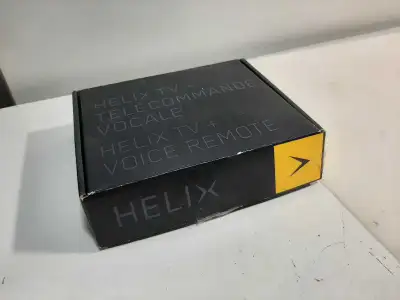 HELIX TV +
TÉLÉCOMMANDE
VOCALE
HELIX TV +
VOICE REMOTE
HELIX